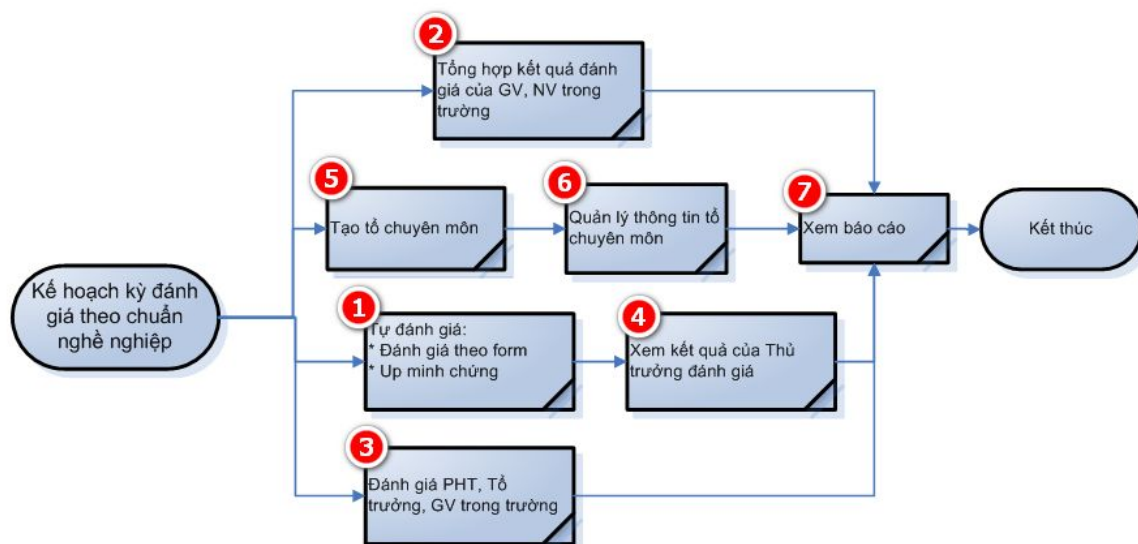 2
Tổng hợp kết quả đánh
giá của GV, NV trong
trường
5
Tạo tổ chuyên môn
6
Quản lý thông tin tổ
chuyên môn
7
Xem báo cáo
Kết thúc
Kế hoạch kỳ đánh
giá theo chuẩn
nghề nghiệp
1
Tự đánh giá:
* Đánh giá theo form
* Up minh chứng
4
Xem kết quả của Thủ
trưởng đánh giá
3
Đánh giá PHT, Tổ
trưởng, GV trong trường